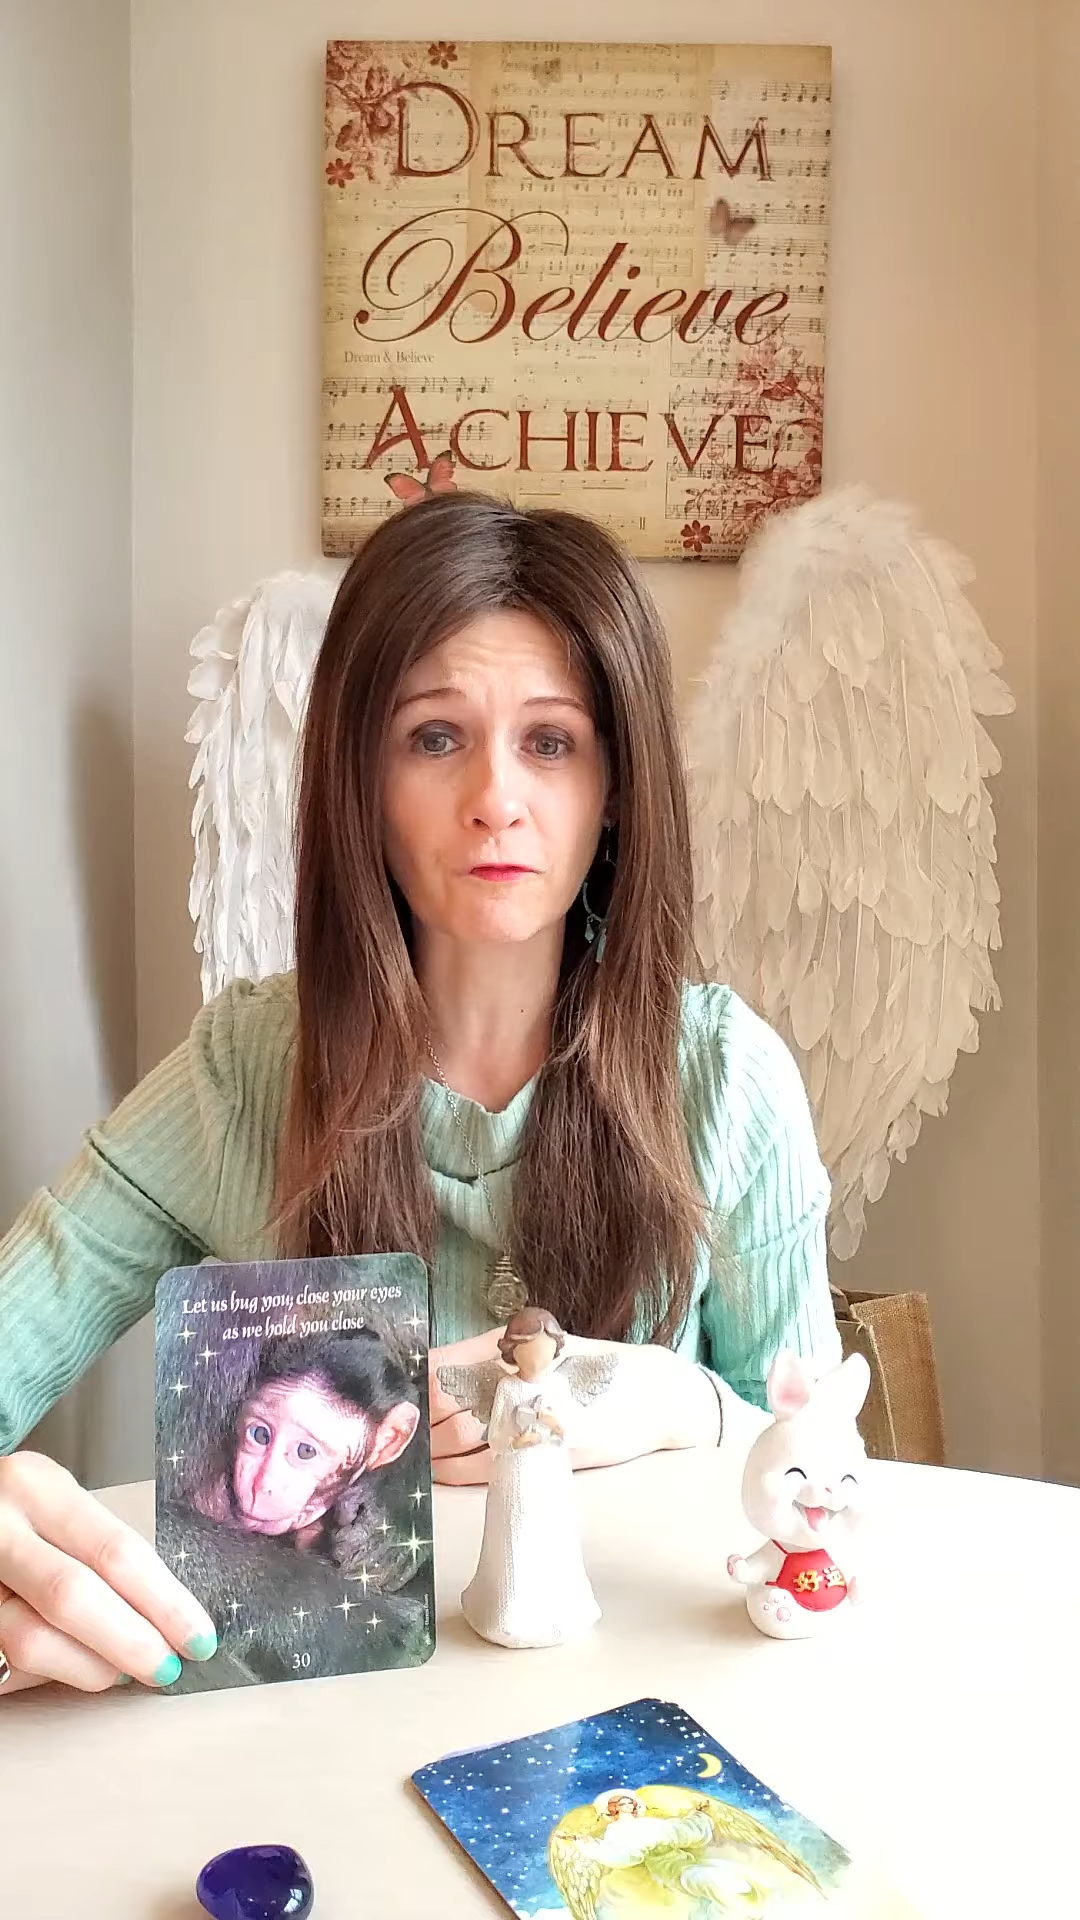 DREAM
Believe
Dream & Believe
ACHIEVE
Let us hug you; close your eyes
as we hold you close
30
好運